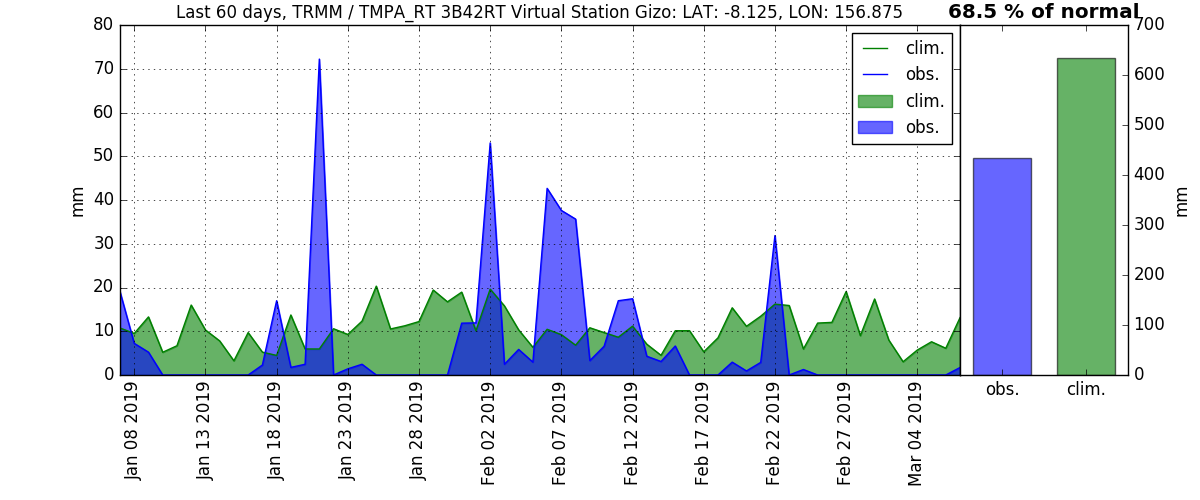 Last 60 days, TRMM / TMPA_RT 3B42RT Virtual Station Gizo: LAT: -8.125, LON: 156.875
68.5 % of normal
80
70
60
50
40
30
20
10
0
mm
clim.
obs.
clim.
obs.
Jan 08 2019
Jan 13 2019
Jan 18 2019
Jan 23 2019
Jan 28 2019
Feb 02 2019
Feb 07 2019
Feb 12 2019
Feb 17 2019
Feb 22 2019
Feb 27 2019
Mar 04 2019
700
600
500
400
300
200
100
0
mm
obs.
clim.